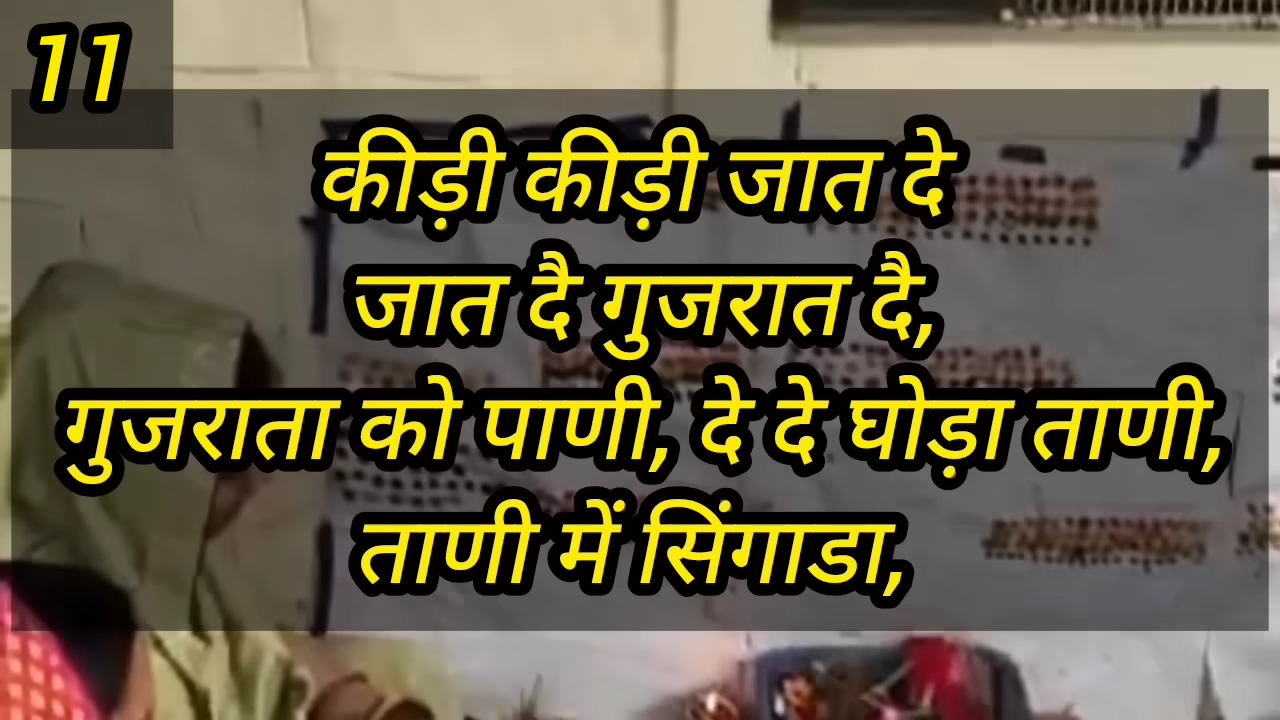 11
कीड़ी कीड़ी जात दे
जात दै गुजरात दै,
गुजराता को पाणी, दे दे घोड़ा ताणी,
ताणी में सिंगाडा,